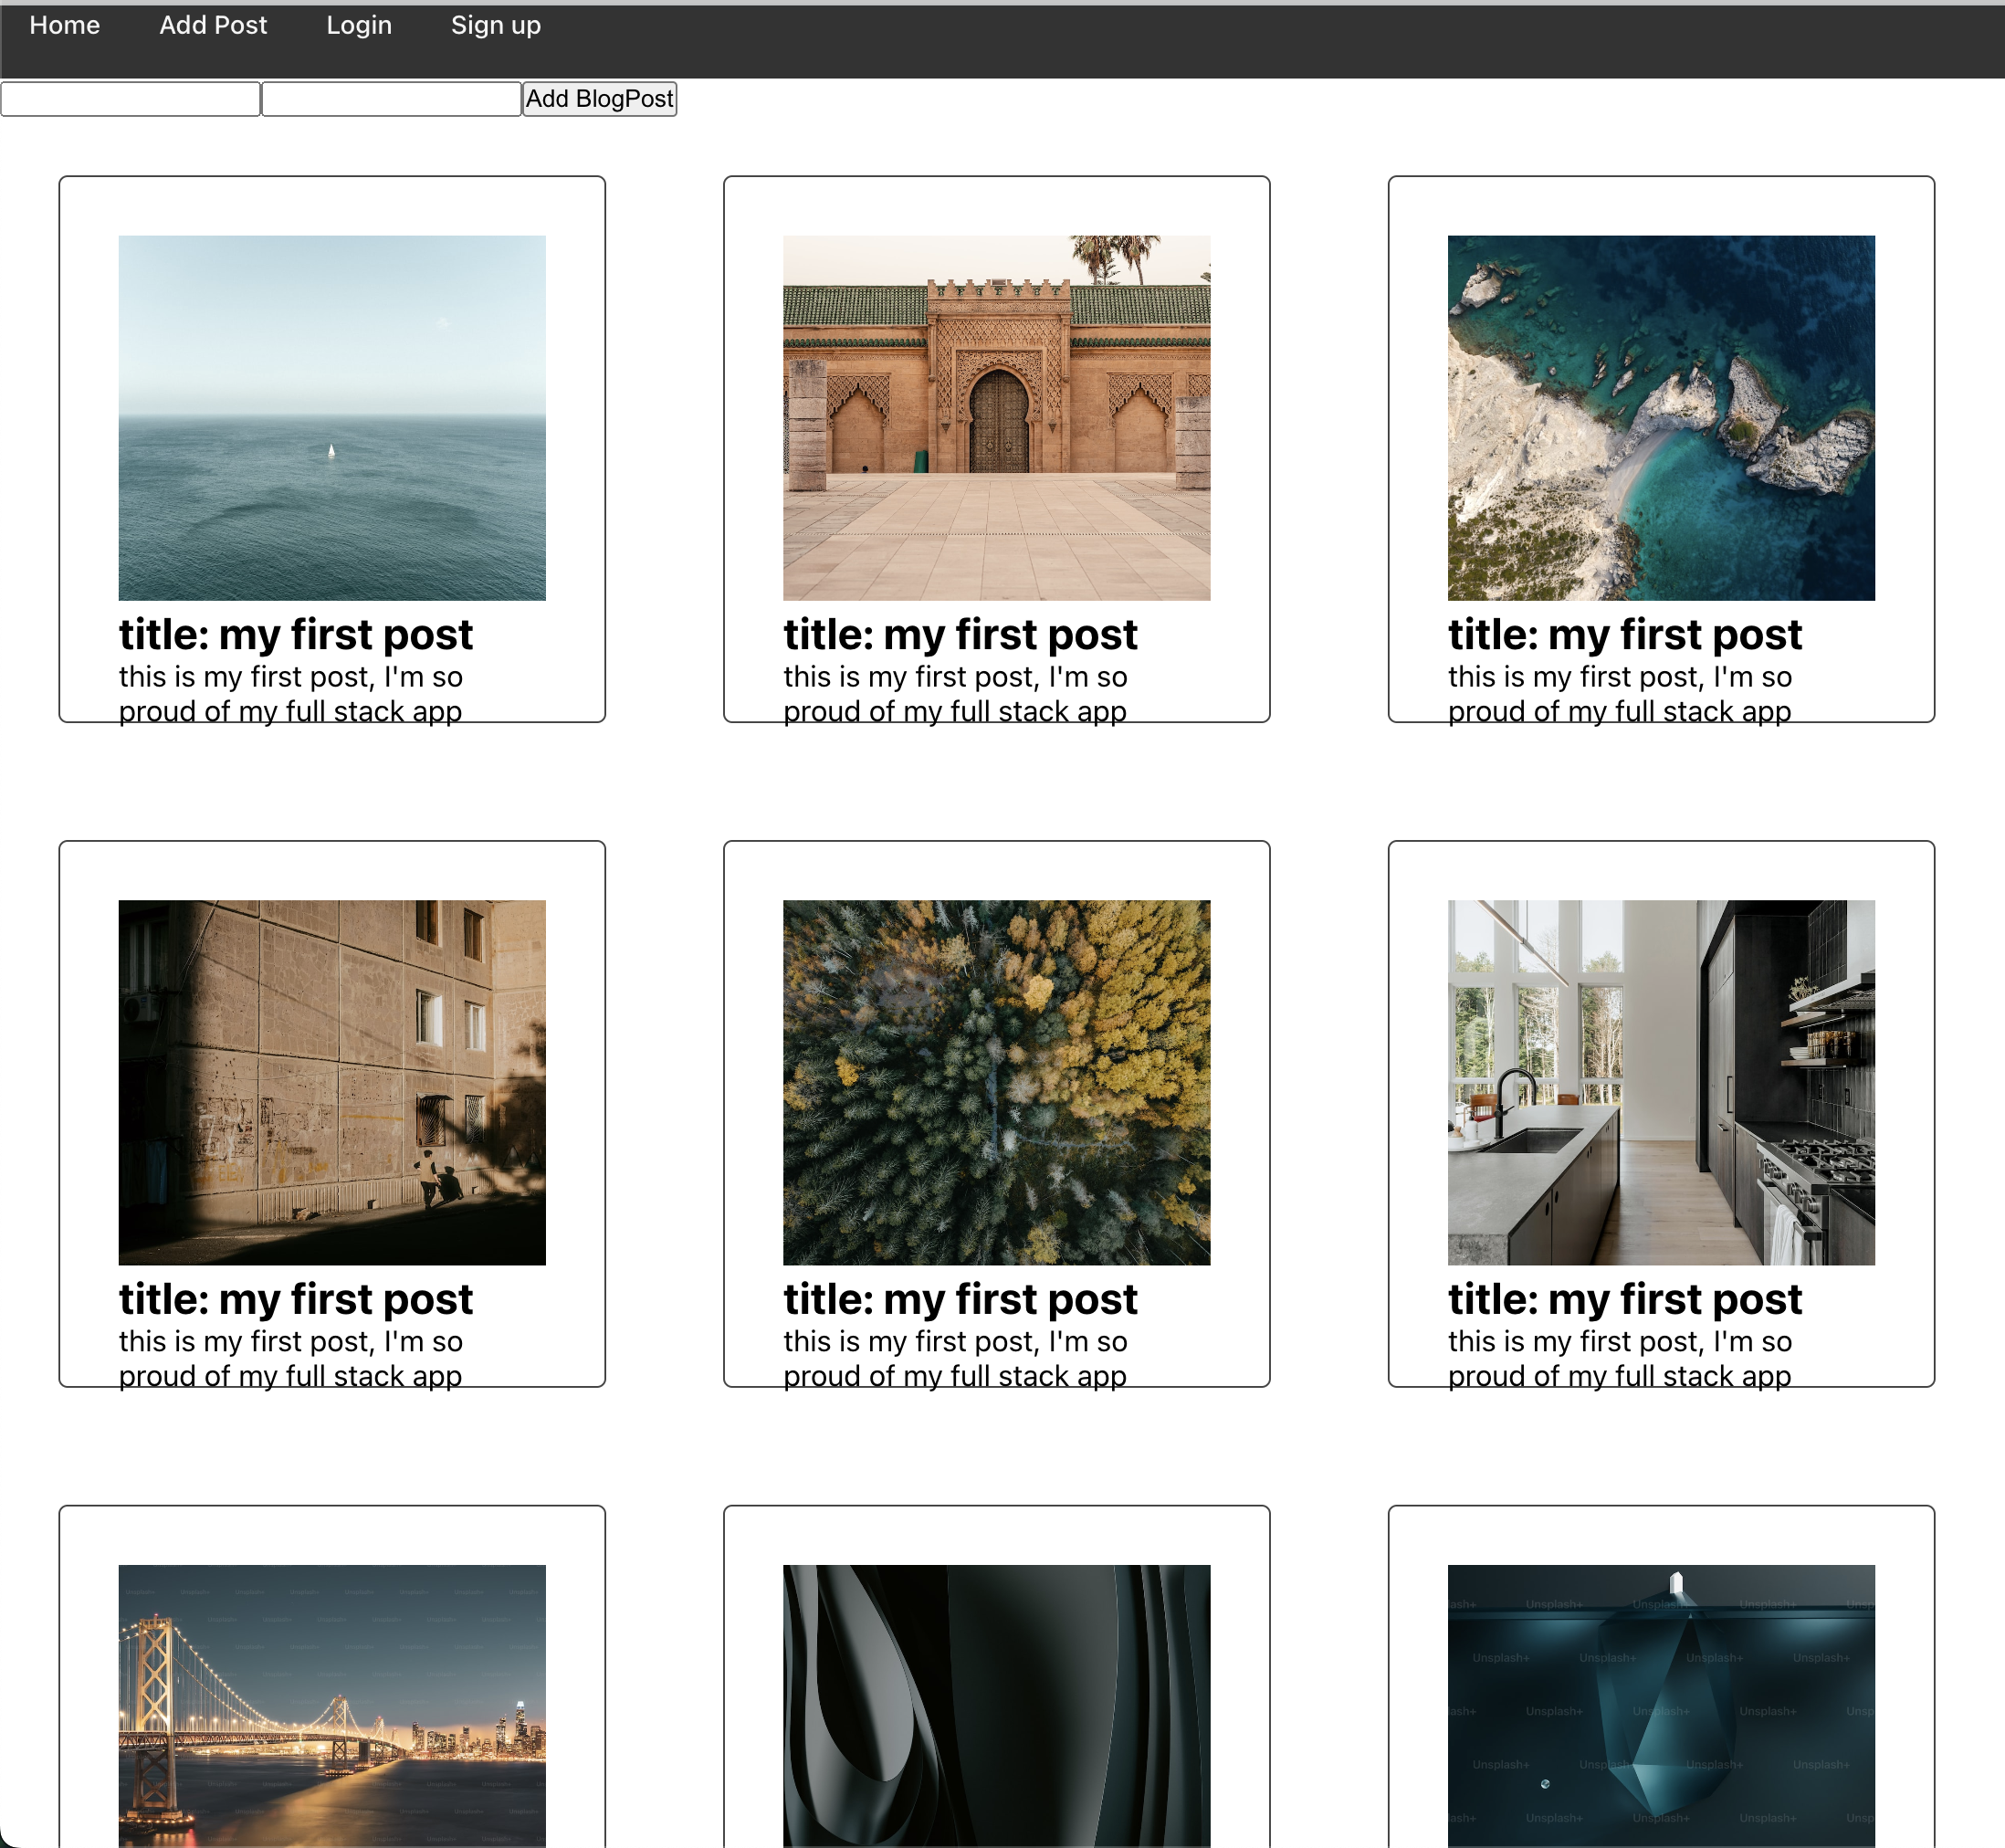 Home Add Post Login Sign up
Add BlogPost
title: my first post
this is my first post, I'm so
proud of my full stack app
title: my first post
this is my first post, I'm so
proud of my full stack app
title: my first post
this is my first post, I'm so
proud of my full stack app
title: my first post
this is my first post, I'm so
proud of my full stack app
title: my first post
this is my first post, I'm so
proud of my full stack app
title: my first post
this is my first post, I'm so
proud of my full stack app
Unsplash+ Unsplash+ Unsplash+
Unsplash+ Unsplash+ Unsplash+ Unsplash+
Unsplash+ Unsplash+ Unsplash+
Unsplash+ Unsplash+ Unsplash+ Unsplash+
Unsplash+ Unsplash+ Unsplash+